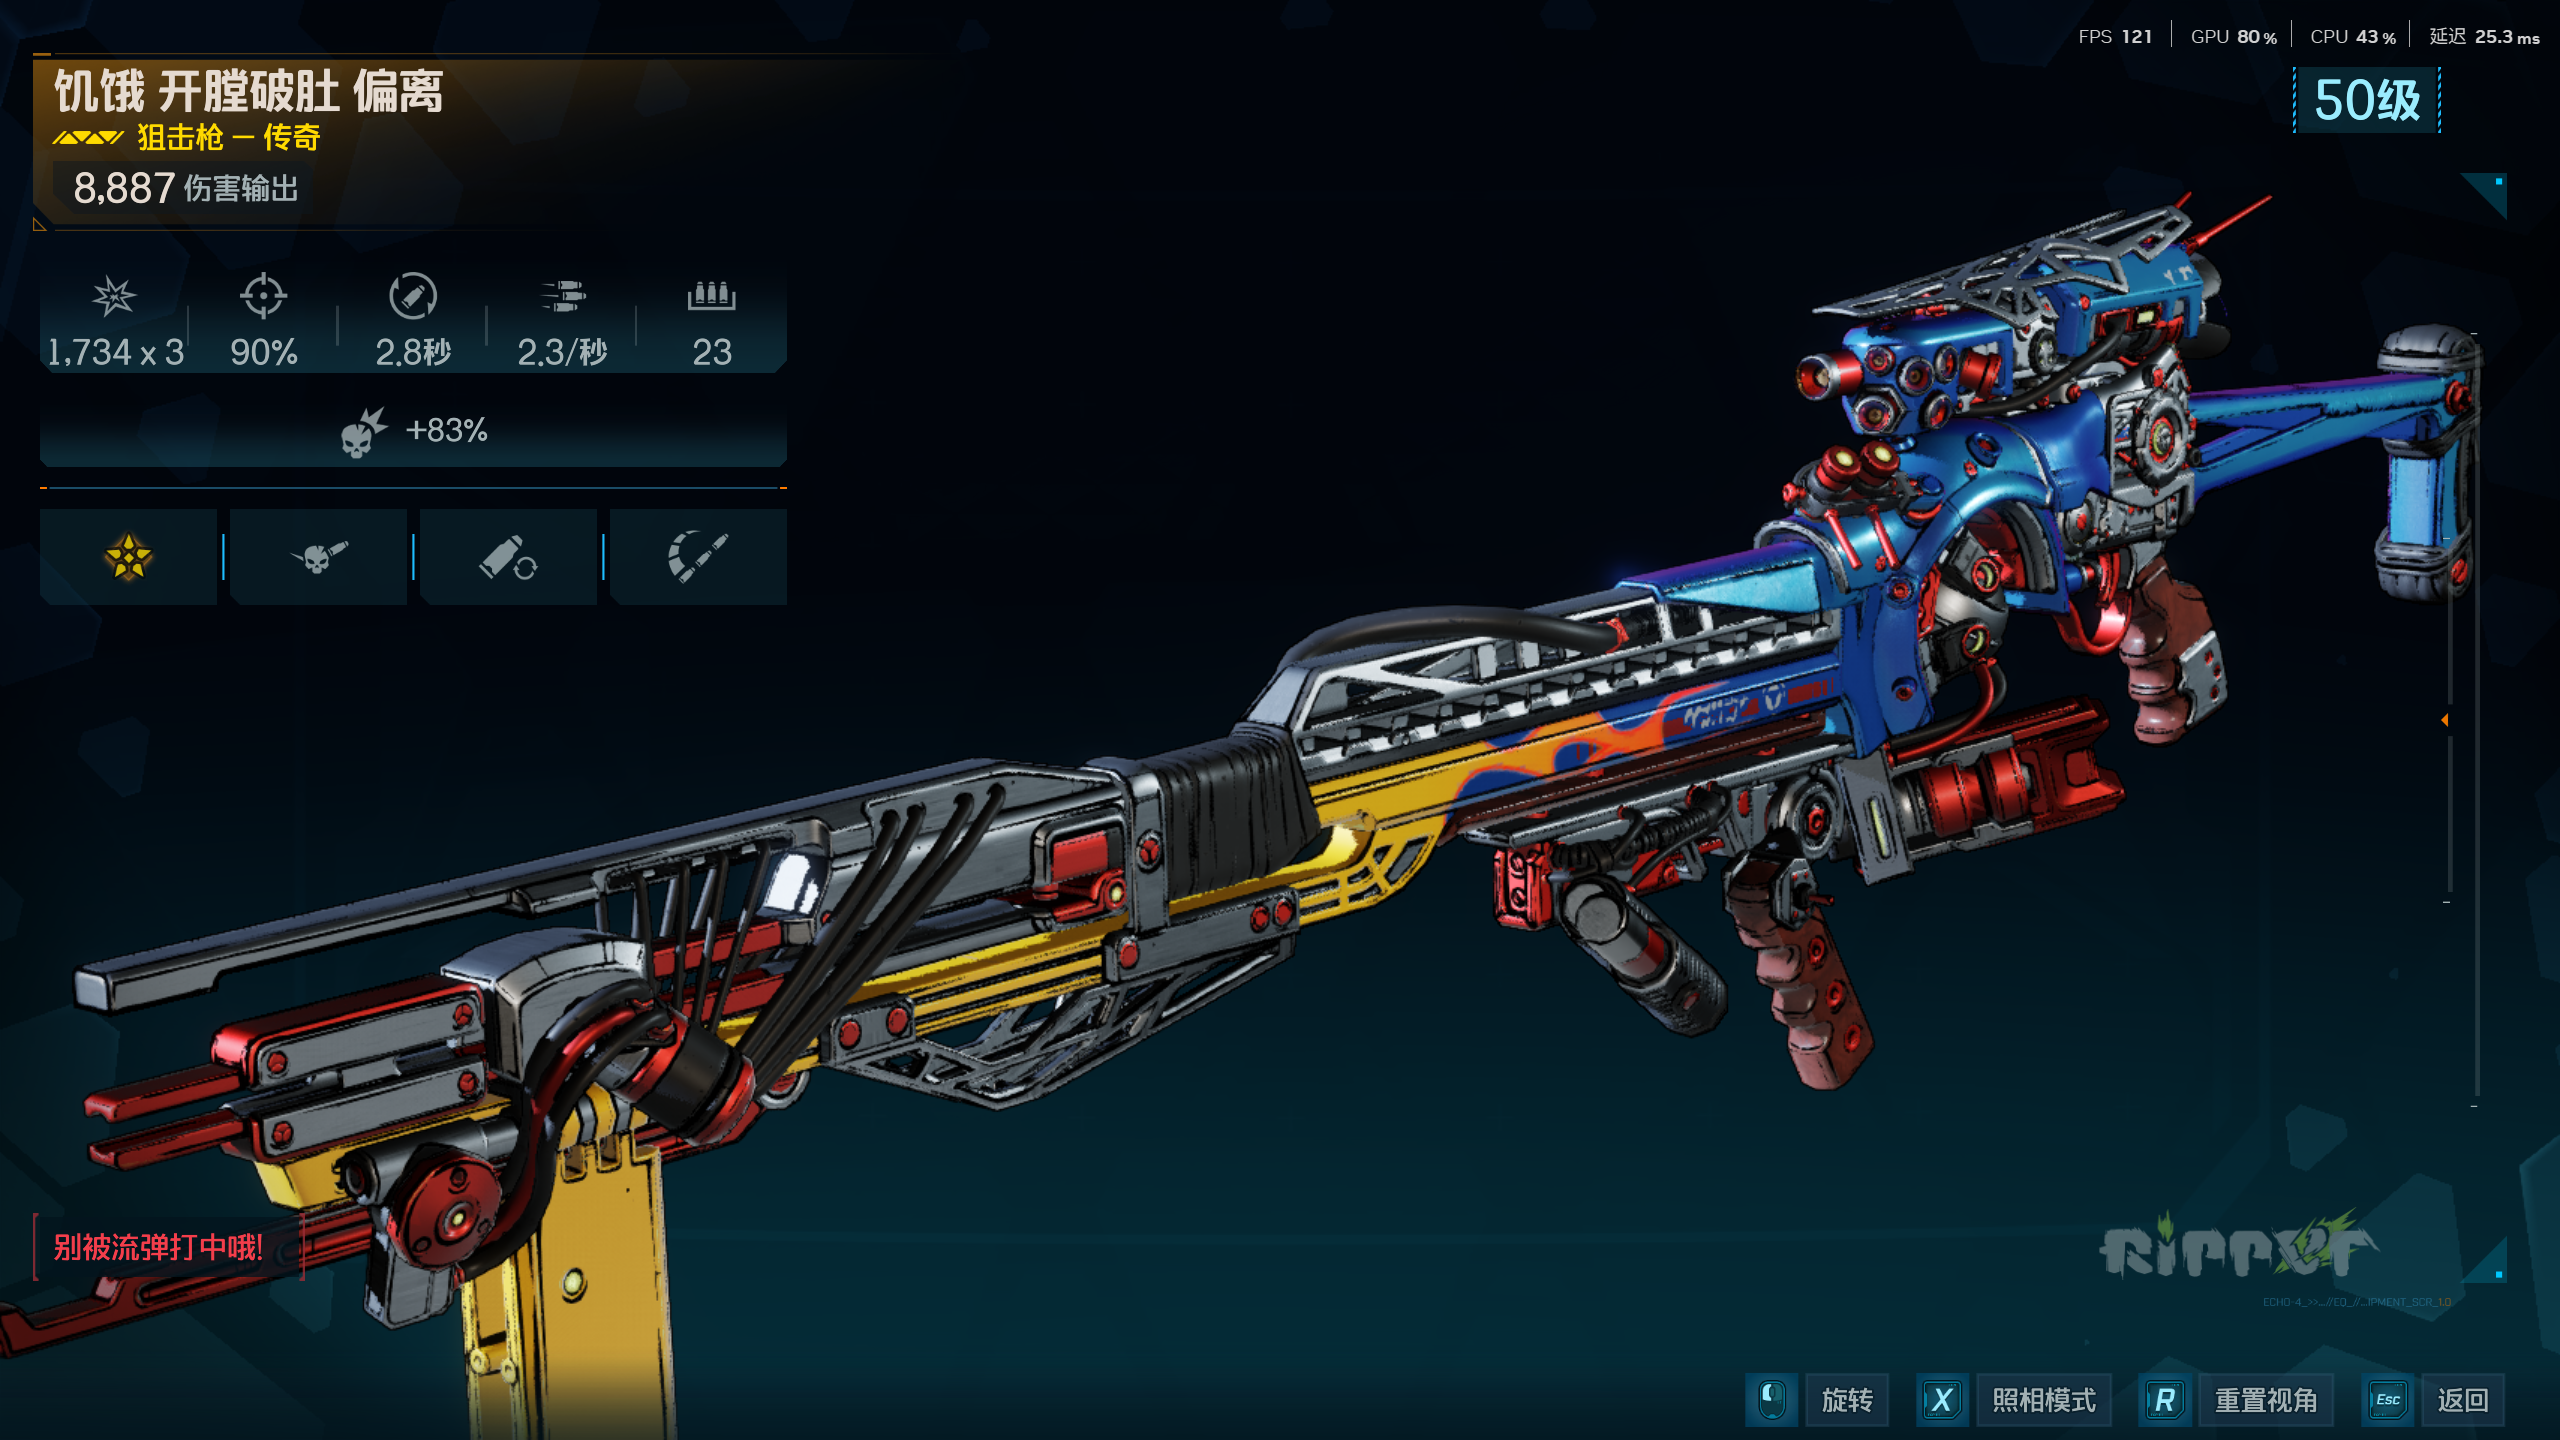 FPS 121 GPU 80 % CPU 43 % 延迟 25.3 ms
饥饿 开膛破肚 偏离
狙击枪 – 传奇
8,887 伤害输出
50级
1,734 x 3
90%
2.8秒
2.3/秒
23
+83%
别被流弹打中哦!
Ripper
旋转
X 照相模式
R 重置视角
Esc 返回